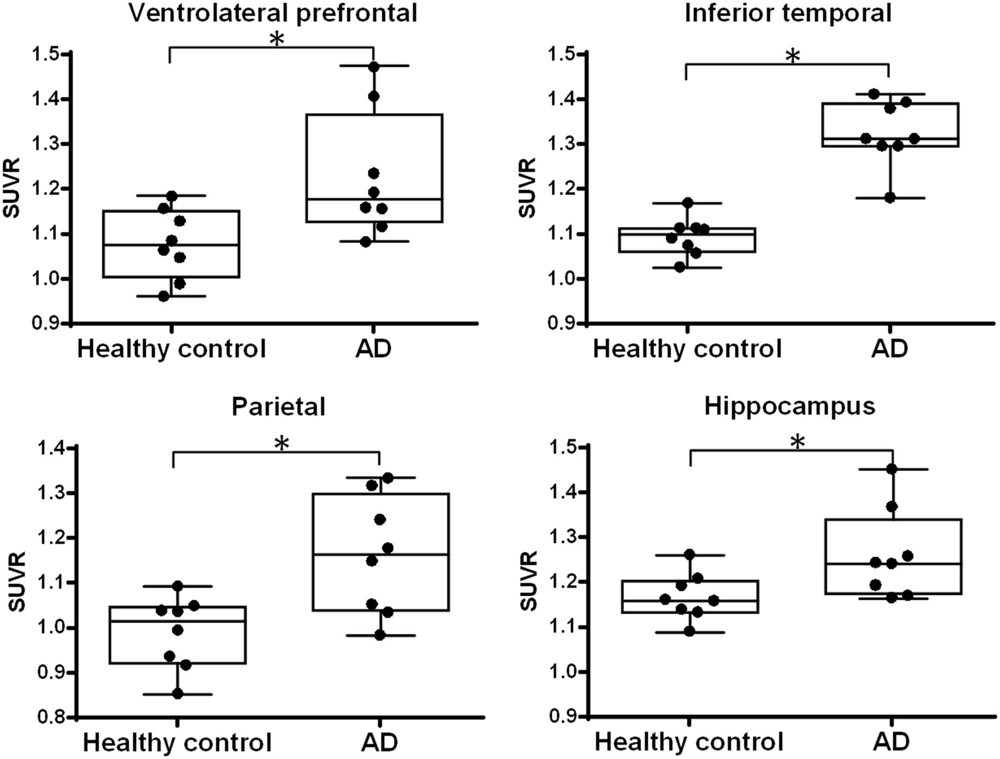 Ventrolateral prefrontal
*
1.5
1.4
1.3
1.2
1.1
1.0
0.9
SUVR
Healthy control
AD
Inferior temporal
*
1.5
1.4
1.3
1.2
1.1
1.0
0.9
SUVR
Healthy control
AD
Parietal
*
1.4
1.3
1.2
1.1
1.0
0.9
0.8
SUVR
Healthy control
AD
Hippocampus
*
1.5
1.4
1.3
1.2
1.1
1.0
0.9
SUVR
Healthy control
AD